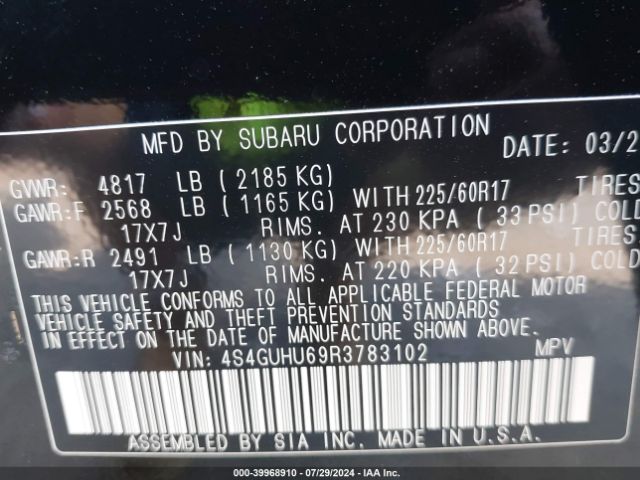 MFD BY SUBARU CORPORATION
DATE: 03/2
GVWR: 4817 LB ( 2185 KG)
GAWR:F 2568 LB ( 1165 KG) WITH 225/60R17 TIRES
17X7J RIMS. AT 230 KPA ( 33 PSI) COLD
GAWR:R 2491 LB ( 1130 KG) WITH 225/60R17 TIRES
17X7J RIMS. AT 220 KPA ( 32 PSI) COLD
THIS VEHICLE CONFORMS TO ALL APPLICABLE FEDERAL MOTOR
VEHICLE SAFETY AND THEFT PREVENTION STANDARDS
IN EFFECT ON THE DATE OF MANUFACTURE SHOWN ABOVE.
VIN: 4S4GUHU69R3783102 MPV
ASSEMBLED BY SIA INC. MADE IN U.S.A.
000-39968910 - 07/29/2024 - IAA Inc.